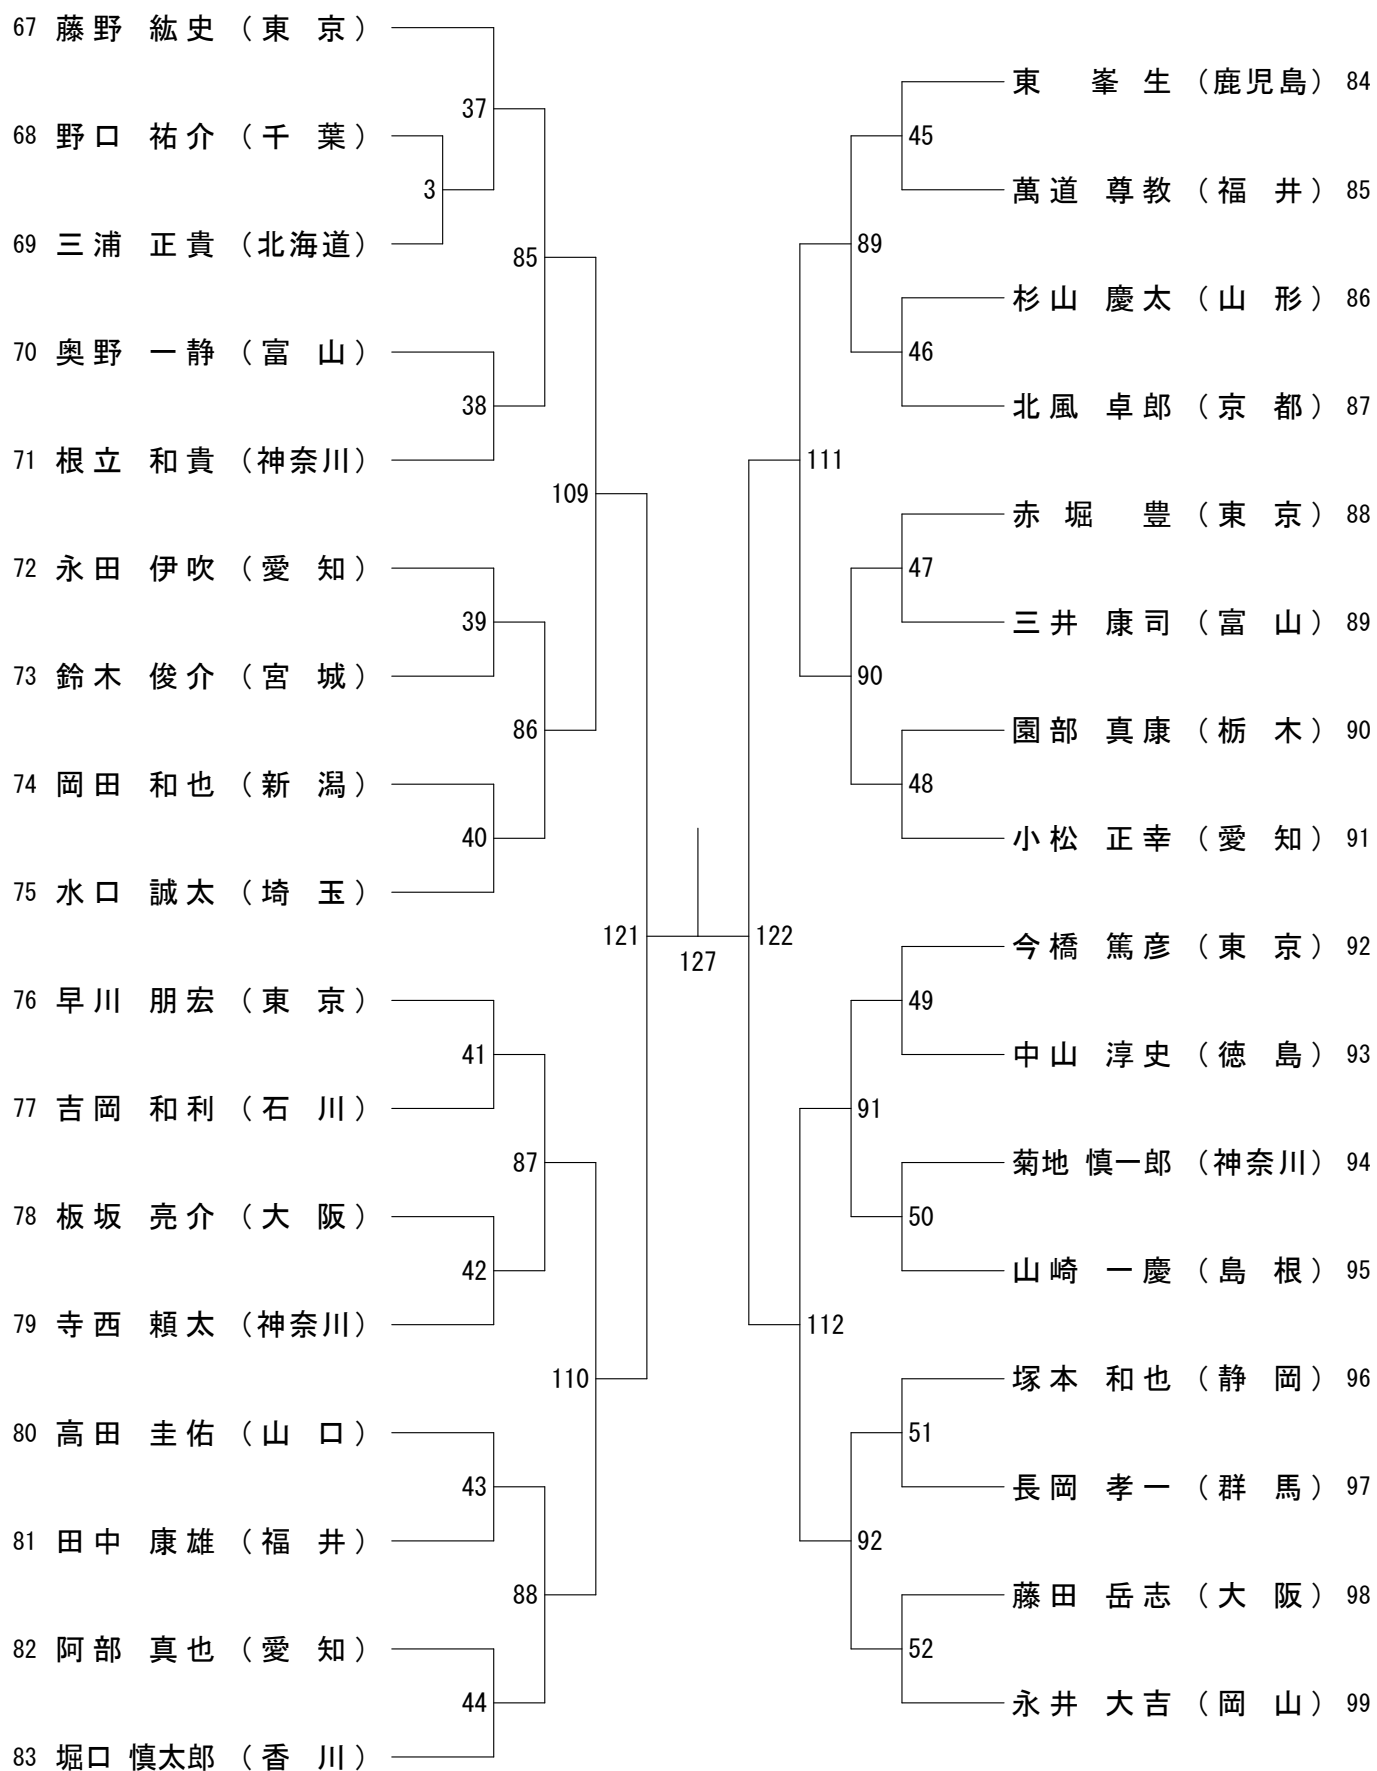 67 藤野 紘史 （東 京）
37
68 野口 祐介 （千 葉）
3
69 三浦 正貴 （北海道）
85
70 奥野 一静 （富 山）
38
71 根立 和貴 （神奈川）
109
72 永田 伊吹 （愛 知）
39
73 鈴木 俊介 （宮 城）
86
74 岡田 和也 （新 潟）
40
75 水口 誠太 （埼 玉）
121
76 早川 朋宏 （東 京）
41
77 吉岡 和利 （石 川）
87
78 板坂 亮介 （大 阪）
42
79 寺西 頼太 （神奈川）
110
80 高田 圭佑 （山 口）
43
81 田中 康雄 （福 井）
88
82 阿部 真也 （愛 知）
44
83 堀口 慎太郎 （香 川）
127
東 峯生 （鹿児島） 84
45
萬道 尊教 （福 井） 85
89
杉山 慶太 （山 形） 86
46
北風 卓郎 （京 都） 87
111
赤堀 豊 （東 京） 88
47
三井 康司 （富 山） 89
90
園部 真康 （栃 木） 90
48
小松 正幸 （愛 知） 91
122
今橋 篤彦 （東 京） 92
49
中山 淳史 （徳 島） 93
91
菊地 慎一郎 （神奈川） 94
50
山崎 一慶 （島 根） 95
112
塚本 和也 （静 岡） 96
51
長岡 孝一 （群 馬） 97
92
藤田 岳志 （大 阪） 98
52
永井 大吉 （岡 山） 99